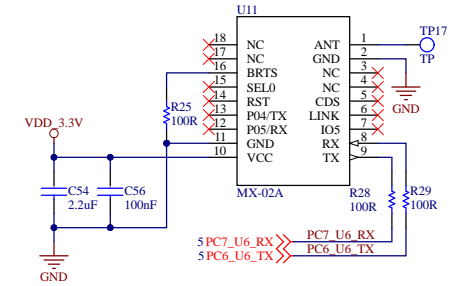 U11
18 NC ANT 1 TP17
17 NC GND 2 TP
16 BRTS NC 3
15 SEL0 NC 4
14 RST CDS 5 GND
13 P04/TX LINK 6
12 P05/RX IO5 7
11 GND RX 8
10 VCC TX 9
MX-02A
R25
100R
VDD_3.3V
C54
2.2uF
C56
100nF
R28
100R
R29
100R
5 PC7_U6_RX PC7_U6_RX
5 PC6_U6_TX PC6_U6_TX
GND